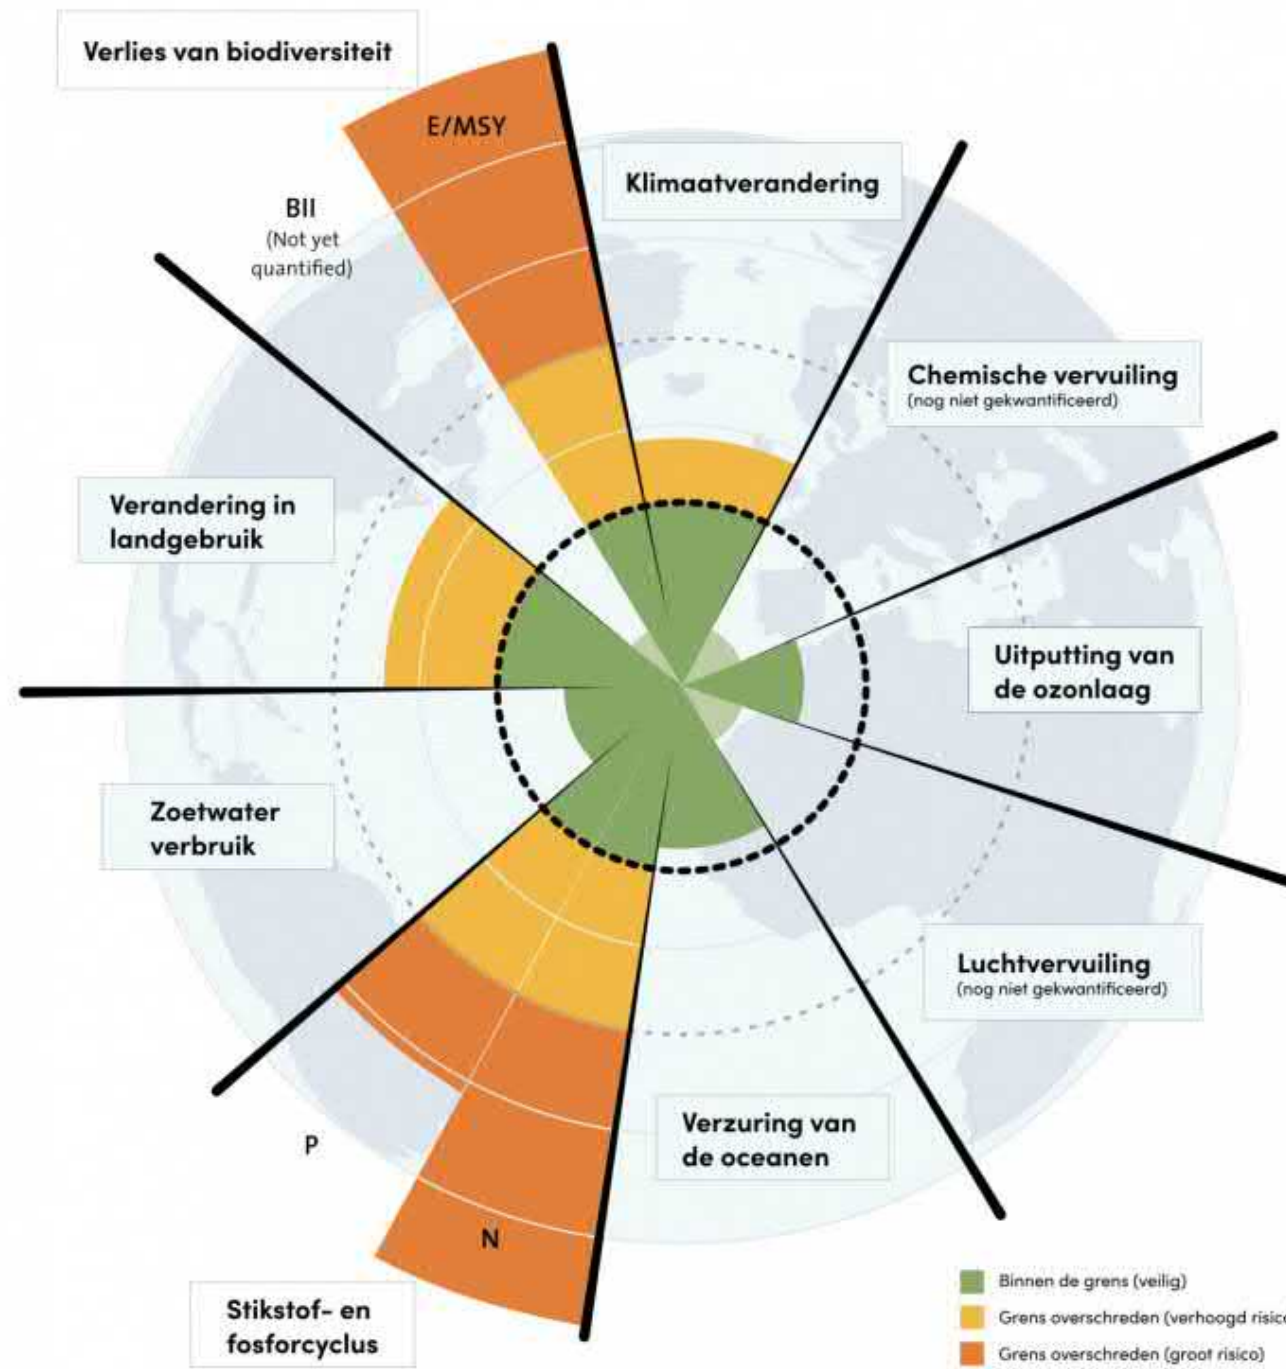 Verlies van biodiversiteit
E/MSY
Klimaatverandering
BII
(Not yet
quantified)
Chemische vervuiling
(nog niet gekwantificeerd)
Verandering in
landgebruik
Uitputting van
de ozonlaag
Zoetwater
verbruik
Luchtvervuiling
(nog niet gekwantificeerd)
Verzuring van
de oceanen
P
N
Stikstof- en
fosforcyclus
Binnen de grens (veilig)
Grens overschreden (verhoogd risico
Grens overschreden (groot risico)